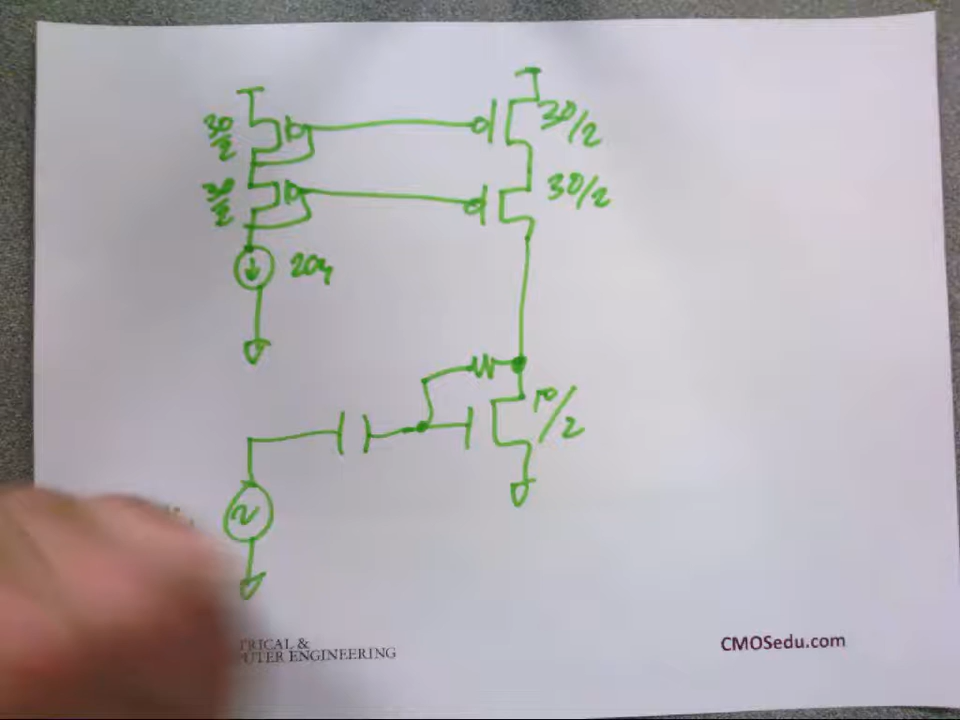 30/2
30/2
30/2
30/2
20u
10/2
TRICAL &
UTER ENGINEERING
CMOSedu.com